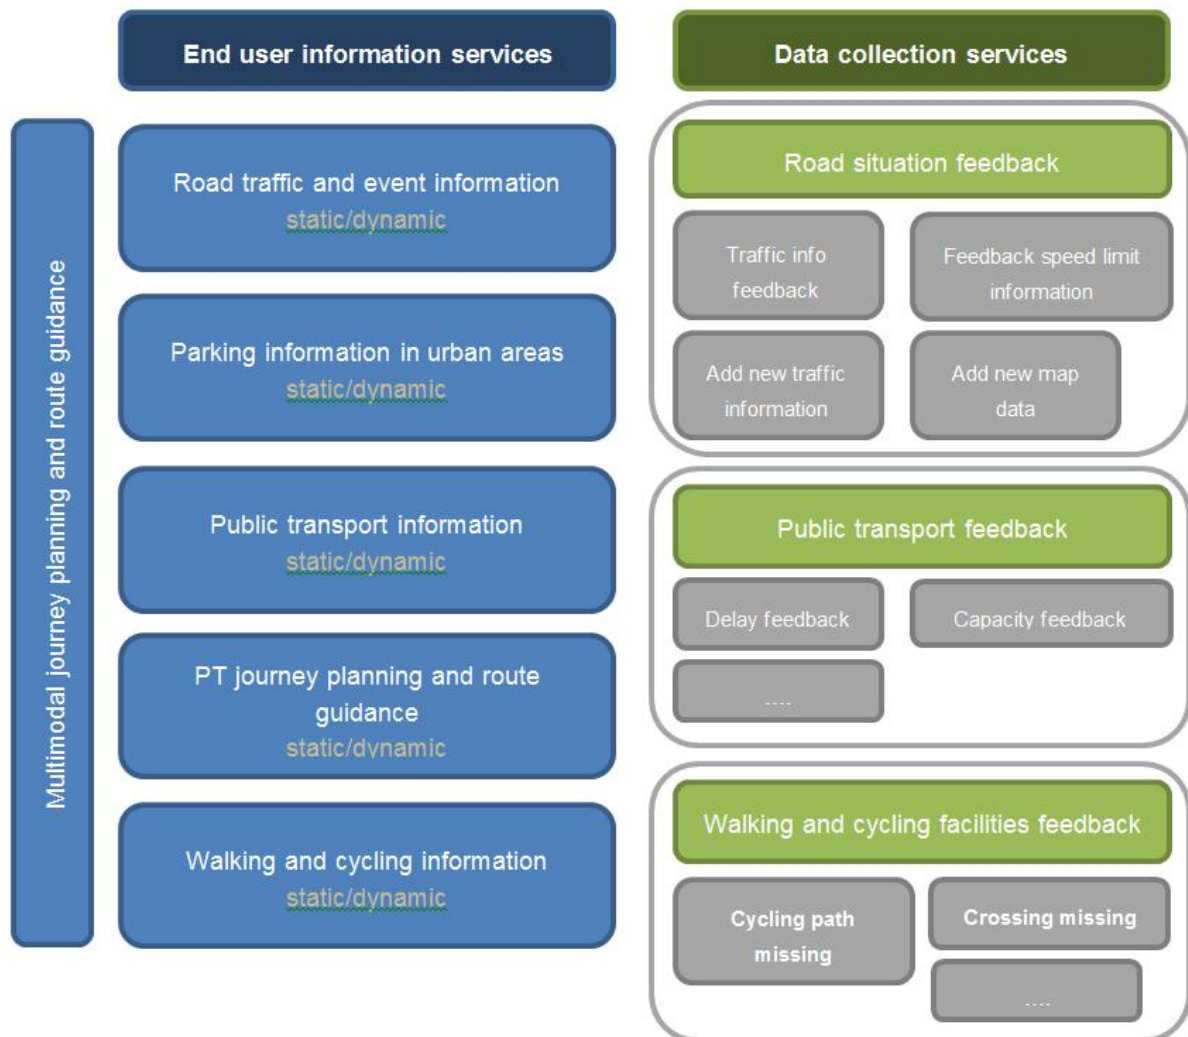 End user information services
Data collection services
Multimodal journey planning and route guidance
Road traffic and event information
static/dynamic
Parking information in urban areas
static/dynamic
Public transport information
static/dynamic
PT journey planning and route
guidance
static/dynamic
Walking and cycling information
static/dynamic
Road situation feedback
Traffic info
feedback
Feedback speed limit
information
Add new traffic
information
Add new map
data
Public transport feedback
Delay feedback
Capacity feedback
....
Walking and cycling facilities feedback
Cycling path
missing
Crossing missing
....